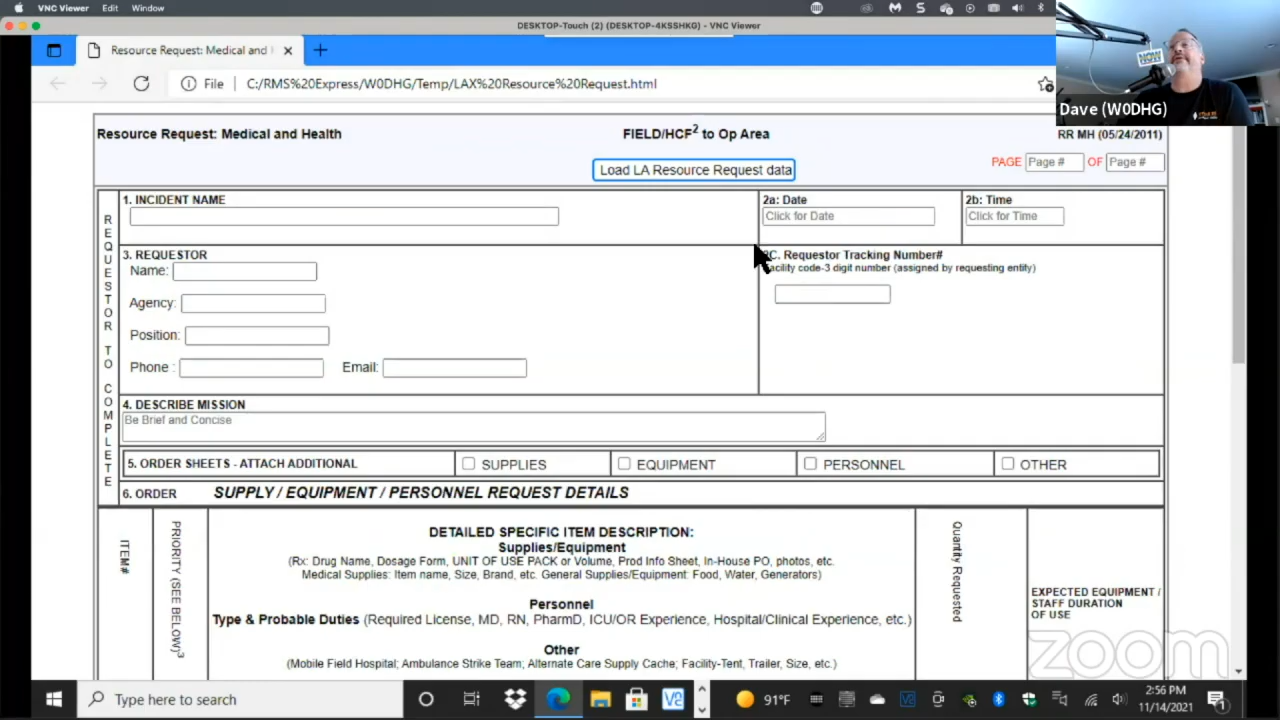 VNC Viewer Edit Window
DESKTOP-Touch (2) (DESKTOP-4KSSHKG) - VNC Viewer
Resource Request: Medical and
File C:/RMS%20Express/W0DHG/Temp/LAX%20Resource%20Request.html
Dave (W0DHG)
Resource Request: Medical and Health FIELD/HCF2 to Op Area RR MH (05/24/2011)
Load LA Resource Request data
PAGE Page # OF Page #
REQUESTOR TO COMPLETE
1. INCIDENT NAME 2a: Date 2b: Time
Click for Date Click for Time
3. REQUESTOR 2C. Requestor Tracking Number#
Name: acility code-3 digit number (assigned by requesting entity)
Agency:
Position:
Phone : Email:
4. DESCRIBE MISSION
Be Brief and Concise
5. ORDER SHEETS - ATTACH ADDITIONAL SUPPLIES EQUIPMENT PERSONNEL OTHER
6. ORDER SUPPLY / EQUIPMENT / PERSONNEL REQUEST DETAILS
ITEM#
PRIORITY (SEE BELOW)3
DETAILED SPECIFIC ITEM DESCRIPTION:
Supplies/Equipment
(Rx: Drug Name, Dosage Form, UNIT OF USE PACK or Volume, Prod Info Sheet, In-House PO, photos, etc.
Medical Supplies: Item name, Size, Brand, etc. General Supplies/Equipment: Food, Water, Generators)
Personnel
Type & Probable Duties (Required License, MD, RN, PharmD, ICU/OR Experience, Hospital/Clinical Experience, etc.)
Other
(Mobile Field Hospital; Ambulance Strike Team; Alternate Care Supply Cache; Facility-Tent, Trailer, Size, etc.)
Quantity Requested
EXPECTED EQUIPMENT /
STAFF DURATION
OF USE
zoom
Type here to search 91°F 2:56 PM
11/14/2021